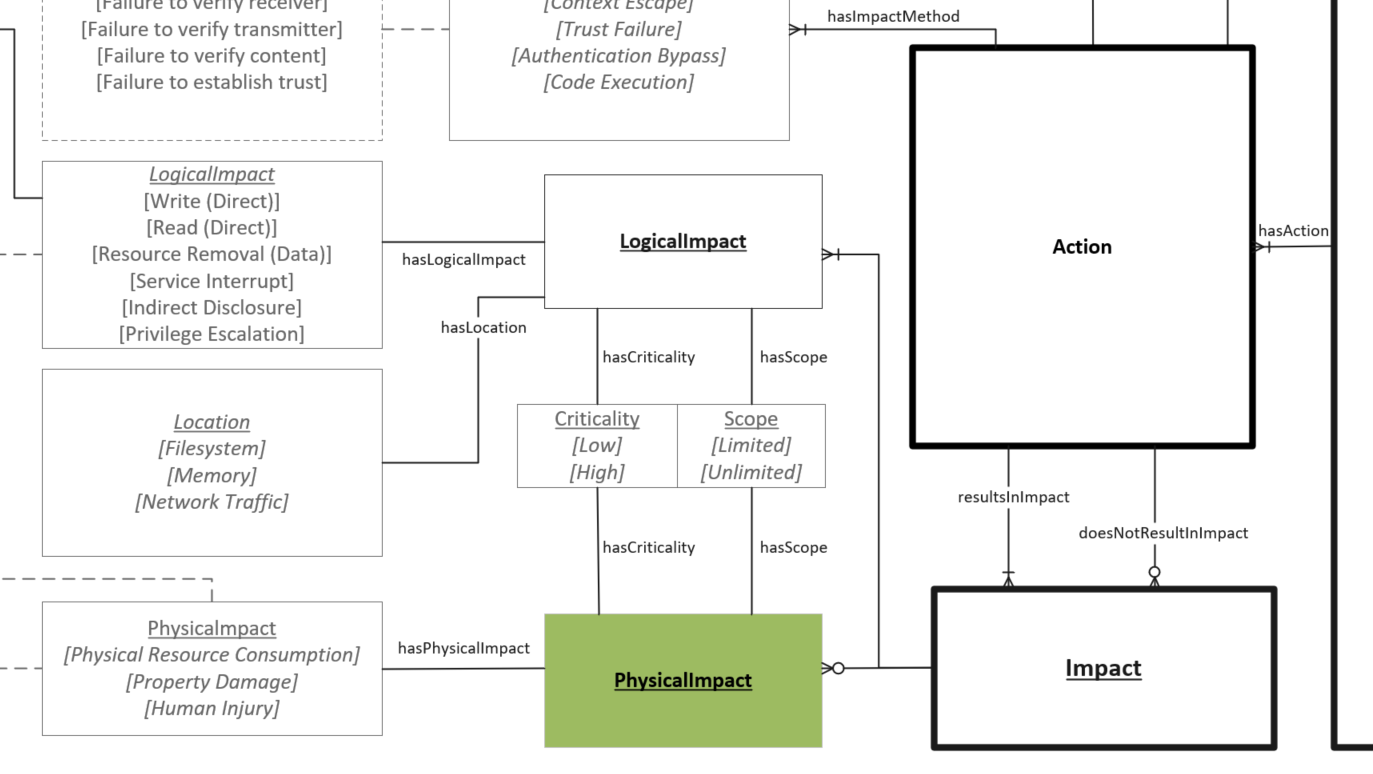 [Failure to verify receiver]
[Failure to verify transmitter]
[Failure to verify content]
[Failure to establish trust]
[Context Escape]
[Trust Failure]
[Authentication Bypass]
[Code Execution]
hasImpactMethod
Action
hasAction
LogicalImpact
[Write (Direct)]
[Read (Direct)]
[Resource Removal (Data)]
[Service Interrupt]
[Indirect Disclosure]
[Privilege Escalation]
hasLogicalImpact
LogicalImpact
hasLocation
hasCriticality
hasScope
Location
[Filesystem]
[Memory]
[Network Traffic]
Criticality
[Low]
[High]
Scope
[Limited]
[Unlimited]
resultsInImpact
doesNotResultInImpact
hasCriticality
hasScope
PhysicaImpact
[Physical Resource Consumption]
[Property Damage]
[Human Injury]
hasPhysicalImpact
PhysicalImpact
Impact